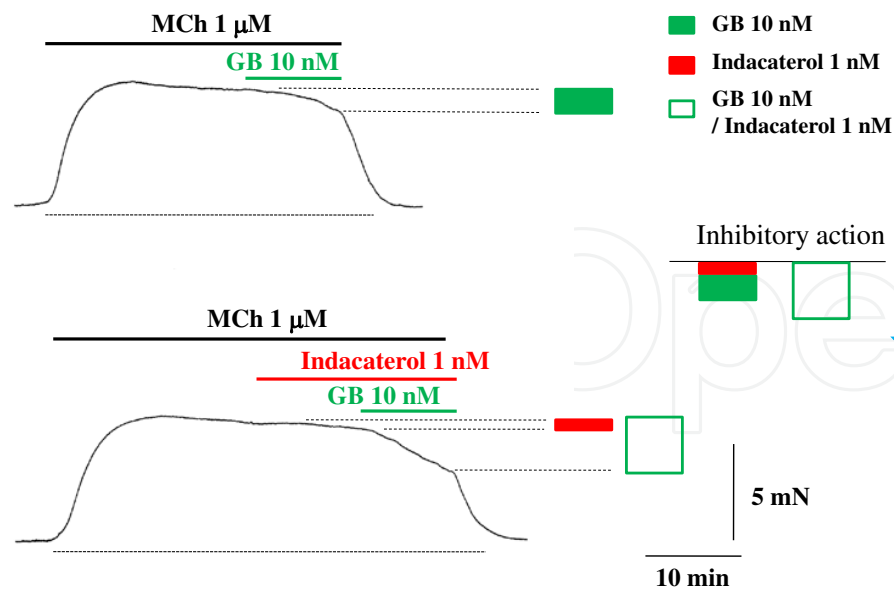 MCh 1 μM
GB 10 nM
GB 10 nM
Indacaterol 1 nM
GB 10 nM
/ Indacaterol 1 nM
Inhibitory action
MCh 1 μM
Indacaterol 1 nM
GB 10 nM
5 mN
10 min